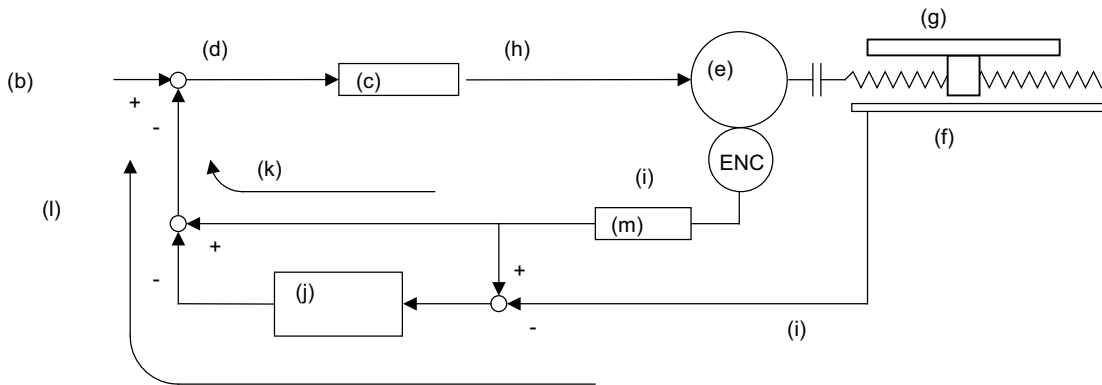 (g)
(d)
(h)
(b)
(c)
(e)
+
-
(f)
ENC
(k)
(i)
(l)
(m)
+
-
(j)
+
-
(i)